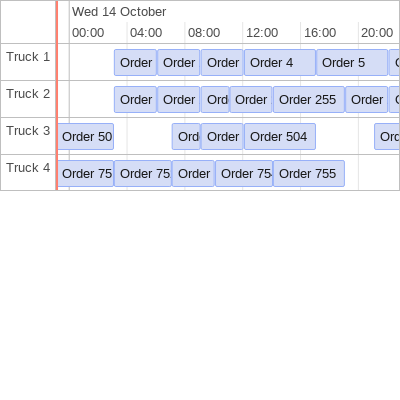 Wed 14 October
00:00 04:00 08:00 12:00 16:00 20:00
Truck 1 Order Order Order Order 4 Order 5
Truck 2 Order Order Ord Order Order 255 Order
Truck 3 Order 50 Ord Order Order 504 Orc
Truck 4 Order 75 Order 75 Order Order 75 Order 755